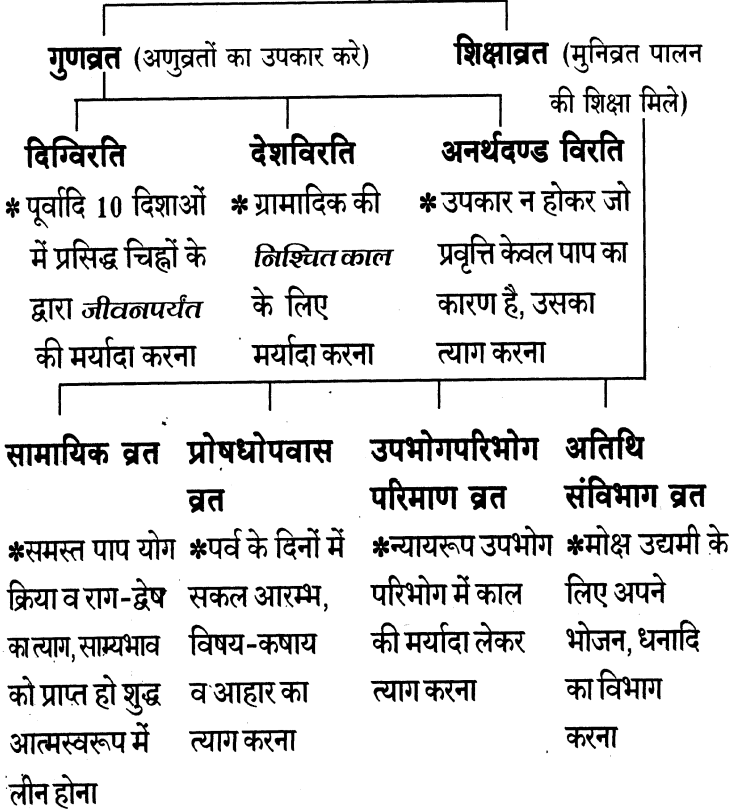 गुणव्रत (अणुव्रतों का उपकार करे)
शिक्षाव्रत (मुनिव्रत पालन
की शिक्षा मिले)
दिग्विरति
* पूर्वादि 10 दिशाओं
में प्रसिद्ध चिह्नों के
द्वारा जीवनपर्यंत
की मर्यादा करना
देशविरति
* ग्रामादिक की
निश्चित काल
के लिए
मर्यादा करना
अनर्थदण्ड विरति
* उपकार न होकर जो
प्रवृत्ति केवल पाप का
कारण है, उसका
त्याग करना
सामायिक व्रत
*समस्त पाप योग
क्रिया व राग-द्वेष
का त्याग, साम्यभाव
को प्राप्त हो शुद्ध
आत्मस्वरूप में
लीन होना
प्रोषधोपवास
व्रत
*पर्व के दिनों में
सकल आरम्भ,
विषय-कषाय
व आहार का
त्याग करना
उपभोगपरिभोग
परिमाण व्रत
*न्यायरूप उपभोग
परिभोग में काल
की मर्यादा लेकर
त्याग करना
अतिथि
संविभाग व्रत
*मोक्ष उद्यमी के
लिए अपने
भोजन, धनादि
का विभाग
करना